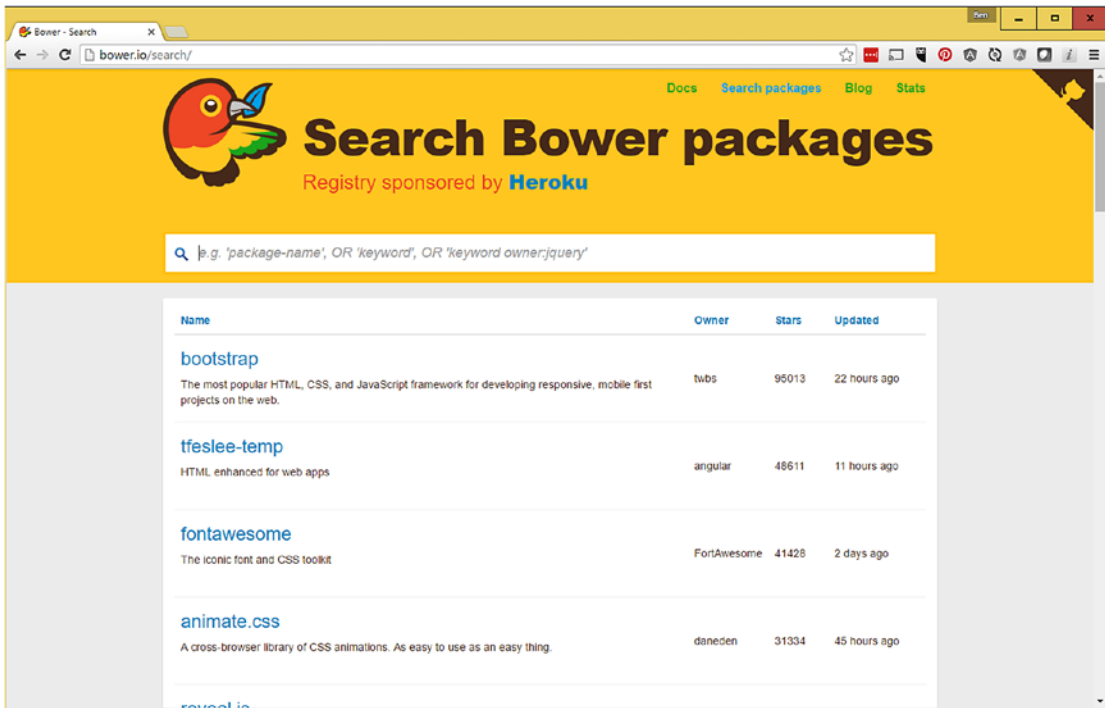 Ben
Bower - Search
bower.io/search/
Docs Search packages Blog Stats
Search Bower packages
Registry sponsored by Heroku
e.g. 'package-name', OR 'keyword', OR 'keyword owner:jquery'
Name Owner Stars Updated
bootstrap
The most popular HTML, CSS, and JavaScript framework for developing responsive, mobile first
projects on the web.
twbs 95013 22 hours ago
tfeslee-temp
HTML enhanced for web apps
angular 48611 11 hours ago
fontawesome
The iconic font and CSS toolkit
FortAwesome 41428 2 days ago
animate.css
A cross-browser library of CSS animations. As easy to use as an easy thing.
daneden 31334 45 hours ago